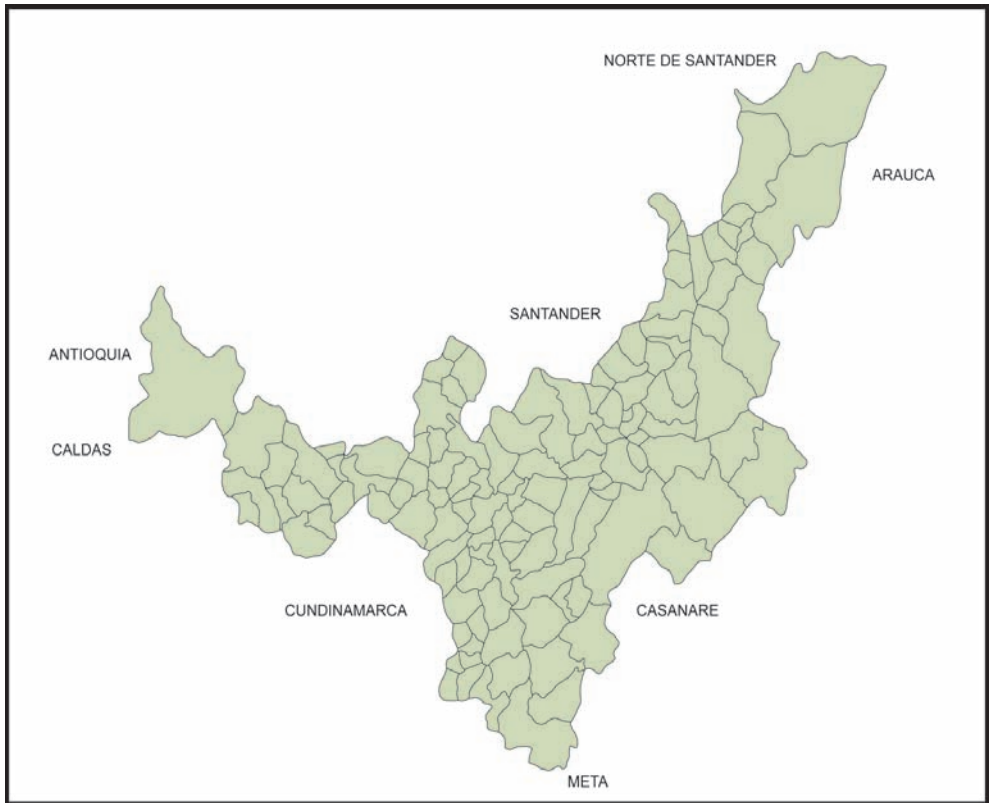 NORTE DE SANTANDER
ARAUCA
SANTANDER
ANTIOQUIA
CALDAS
CUNDINAMARCA
CASANARE
META